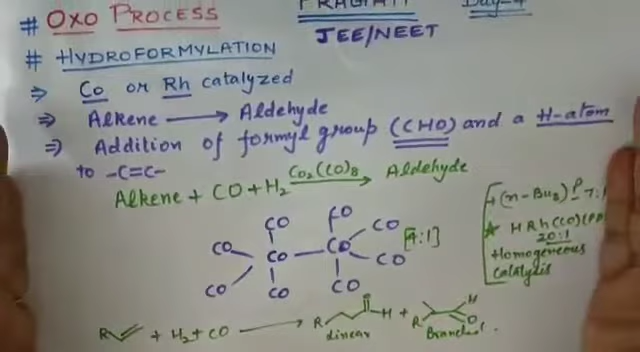 # OXO PROCESS
JEE/NEET
# HYDROFORMYLATION
⇒ Co or Rh catalyzed
⇒ Alkene ⟶ Aldehyde
⇒ Addition of formyl group (CHO) and a H-atom
to -C=C-
Alkene + CO + H₂ Co₂(CO)₈ ⟶ Aldehyde
CO CO
CO CO CO CO [4:1]
CO
CO CO CO
+ (n-Bu₃)P
* HRh(CO)
20:1
Homogeneous
Catalysis
R + H₂ + CO ⟶ R H + R H
O O
Linear Branched.